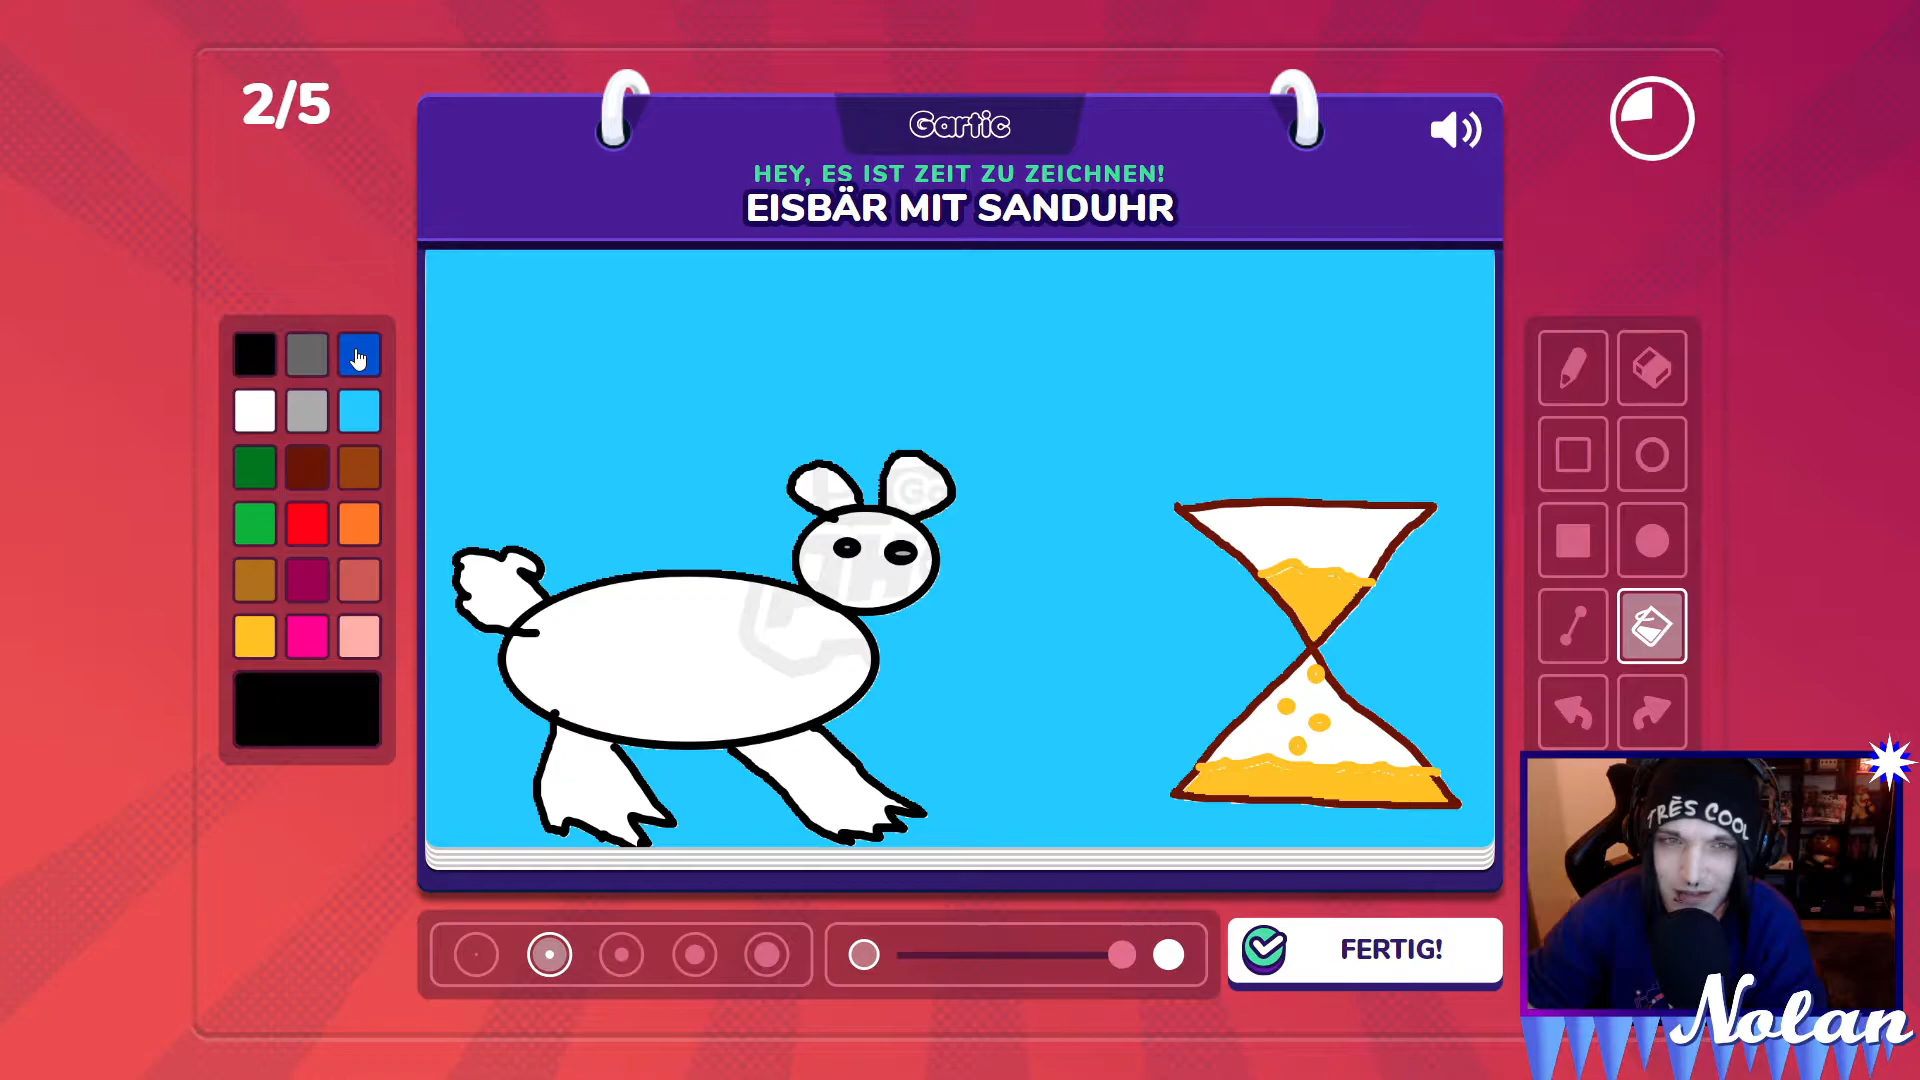 2/5
Gartic
HEY, ES IST ZEIT ZU ZEICHNEN!
EISBÄR MIT SANDUHR
FERTIG!
TRÈS COOL
Nolan